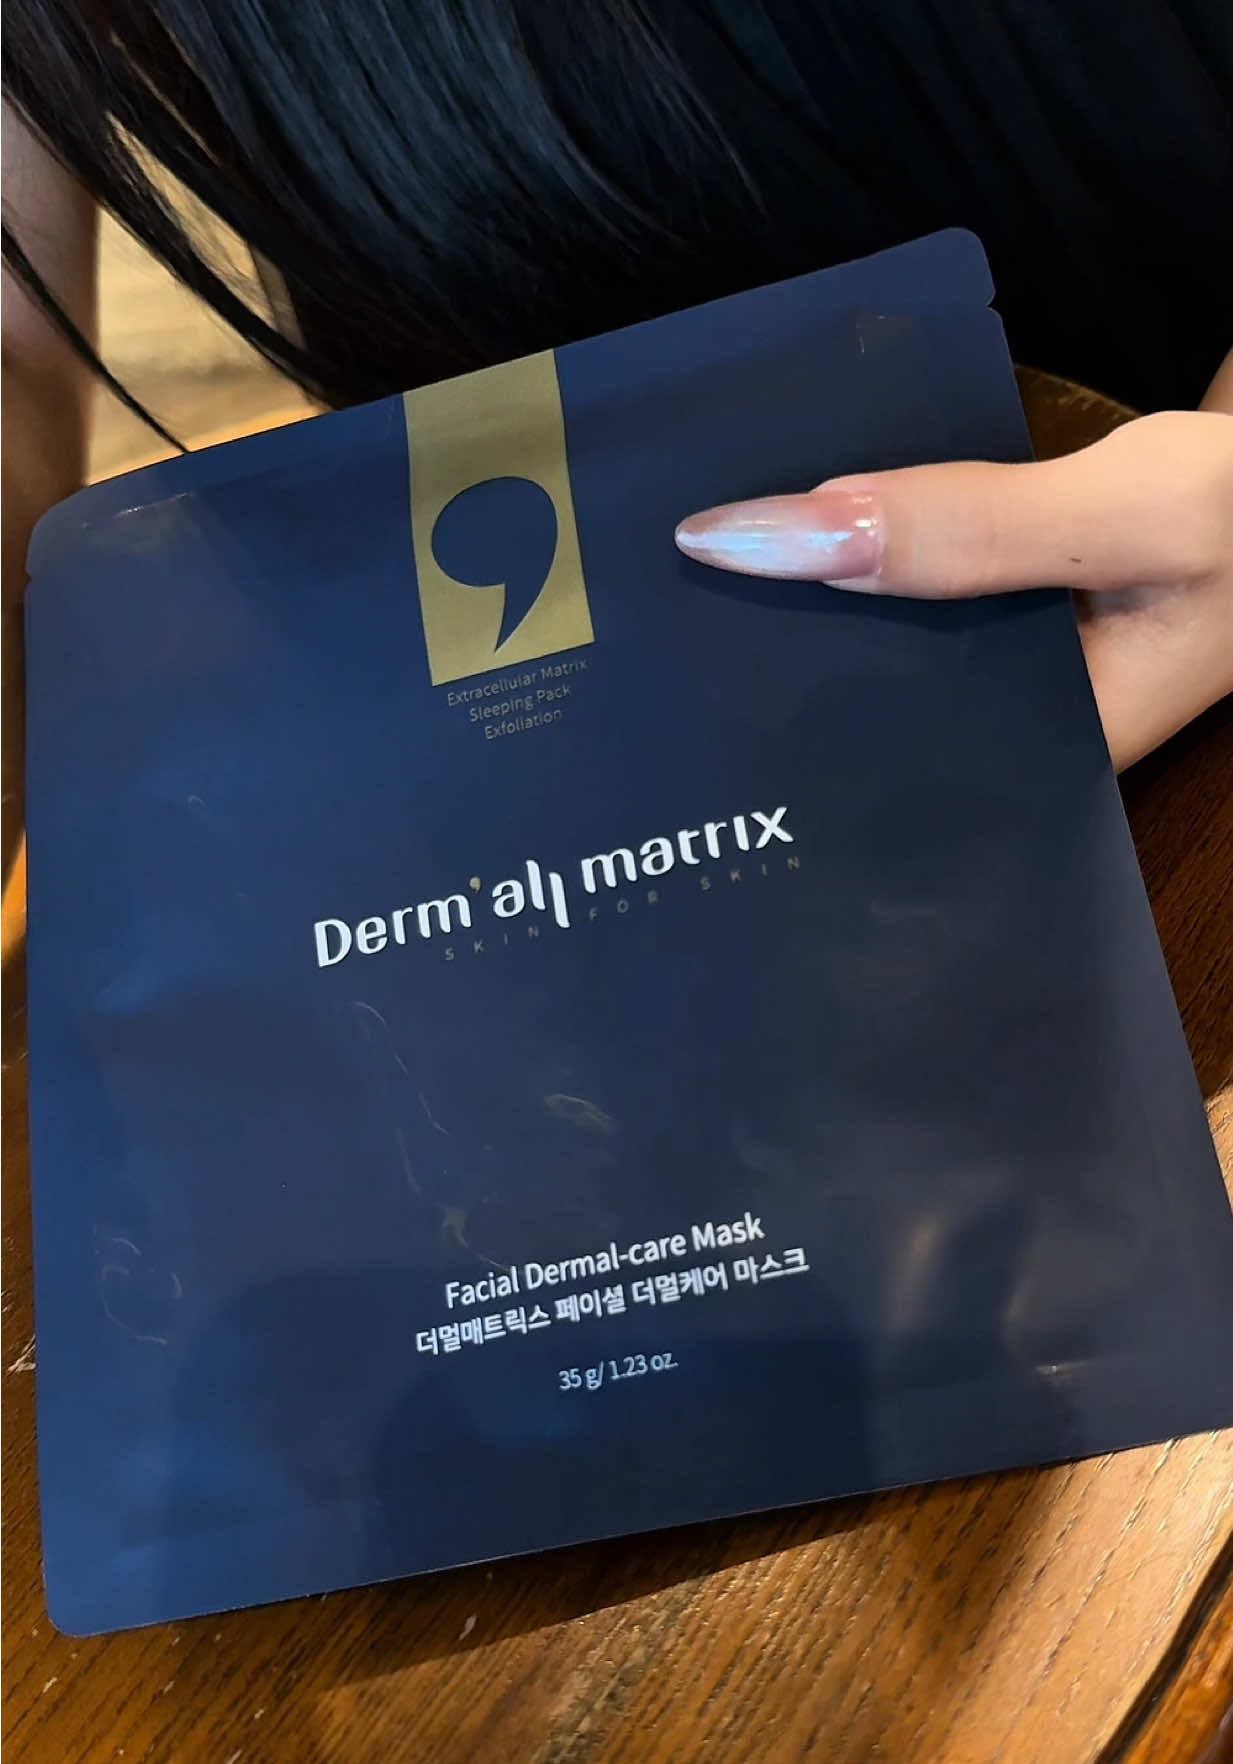 Extracellular Matrix
Sleeping Pack
Exfoliation
Derm'all matrix
SKIN FOR SKIN
Facial Dermal-care Mask
더멀매트릭스 페이셜 더멀케어 마스크
35 g/ 1.23 oz.